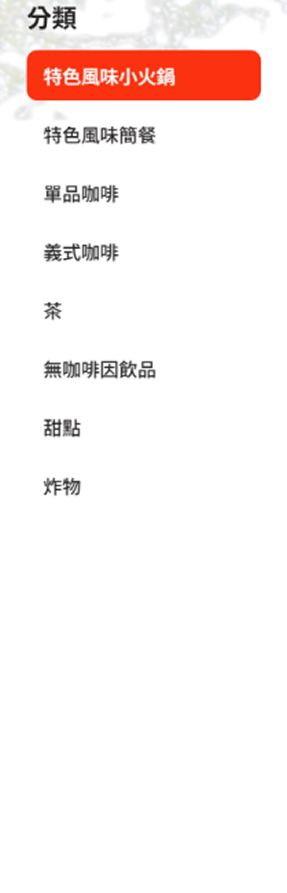 分類
特色風味小火鍋
特色風味簡餐
單品咖啡
義式咖啡
茶
無咖啡因飲品
甜點
炸物